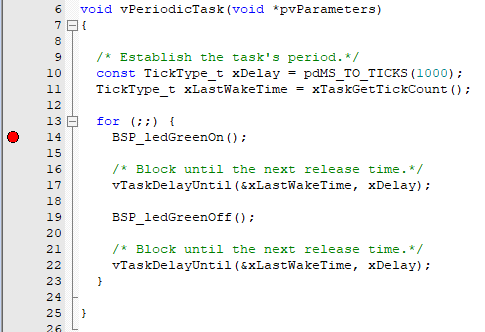 6 void vPeriodicTask(void *pvParameters)
7 {
8
9 /* Establish the task's period.*/
10 const TickType_t xDelay = pdMS_TO_TICKS(1000);
11 TickType_t xLastWakeTime = xTaskGetTickCount();
12
13 for (;;) {
14 BSP_ledGreenOn();
15
16 /* Block until the next release time.*/
17 vTaskDelayUntil(&xLastWakeTime, xDelay);
18
19 BSP_ledGreenOff();
20
21 /* Block until the next release time.*/
22 vTaskDelayUntil(&xLastWakeTime, xDelay);
23 }
24
25 }
26